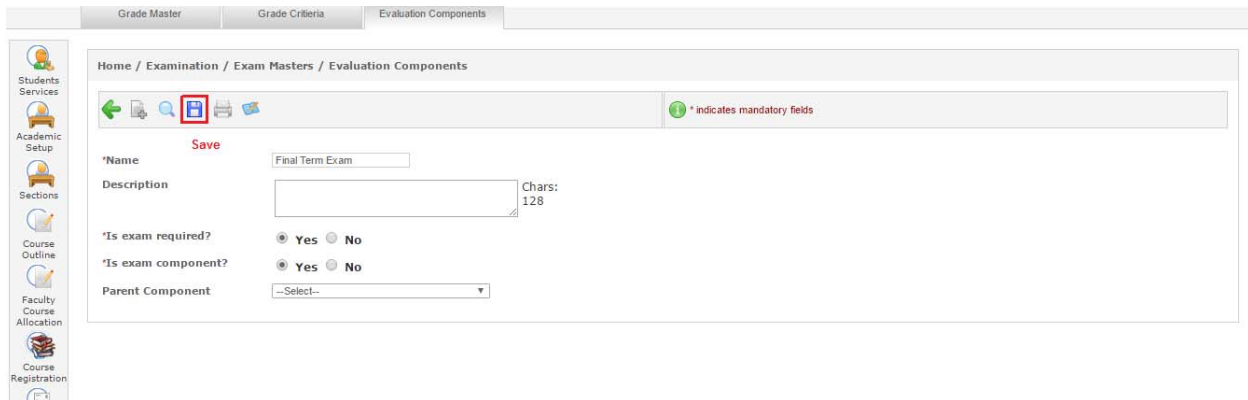 Grade Master
Grade Critieria
Evaluation Components
Students
Services
Academic
Setup
Sections
Course
Outline
Faculty
Course
Allocation
Course
Registration
Home / Examination / Exam Masters / Evaluation Components
* indicates mandatory fields
Save
*Name
Final Term Exam
Description
Chars:
128
*Is exam required?
Yes No
*Is exam component?
Yes No
Parent Component
--Select--